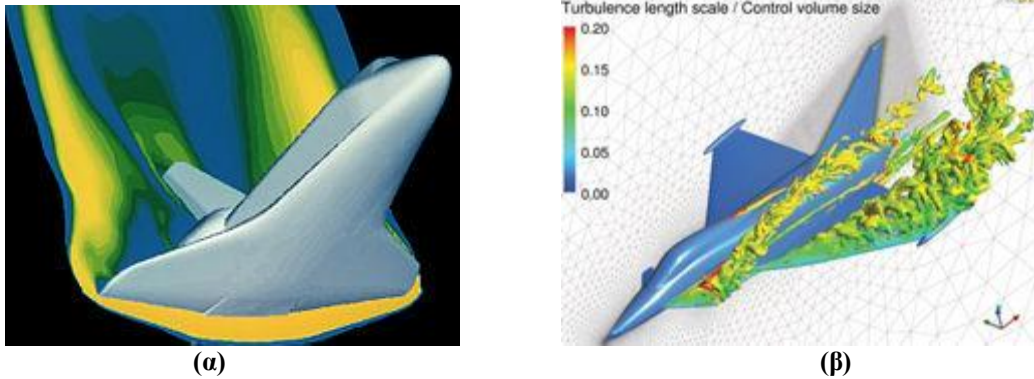 Turbulence length scale / Control volume size
0.20
0.15
0.10
0.05
0.00
(α)
(β)